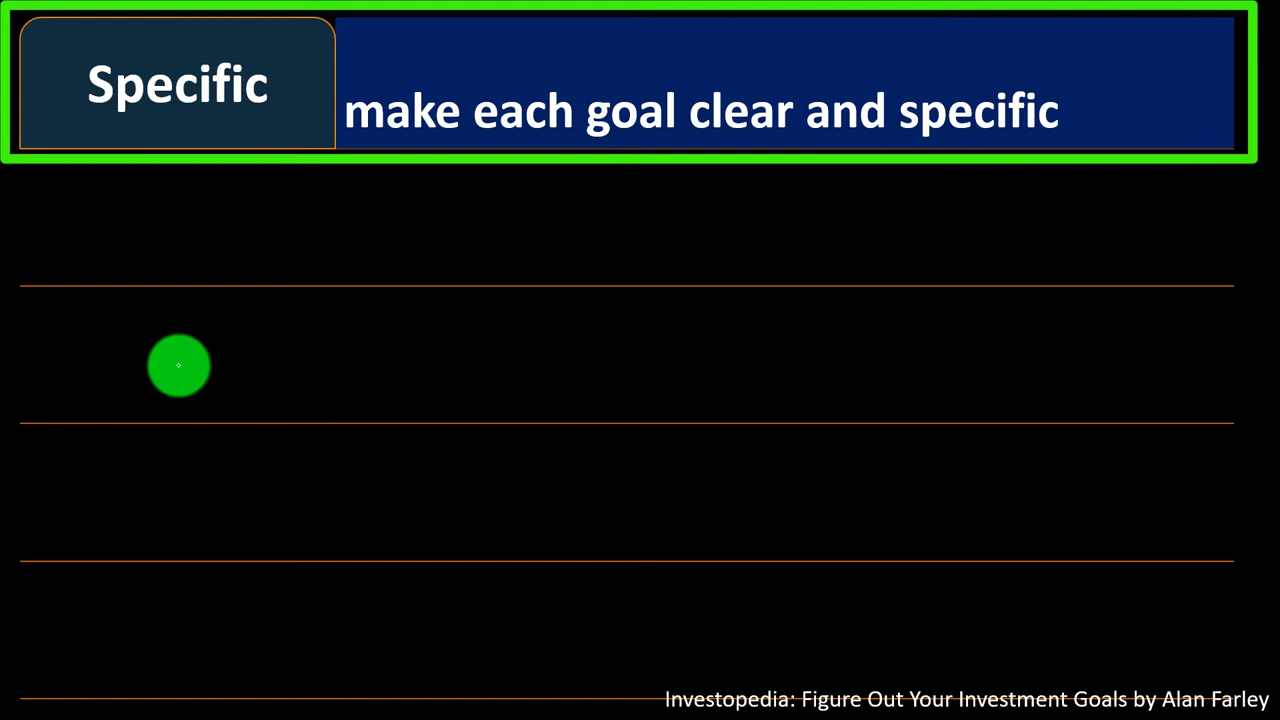 Specific
make each goal clear and specific
Investopedia: Figure Out Your Investment Goals by Alan Farley